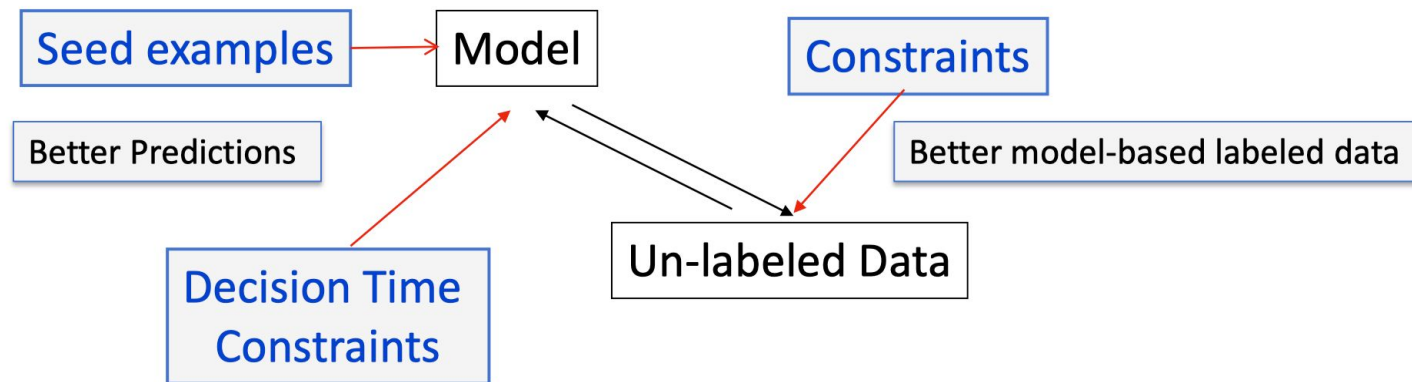 Seed examples
Model
Constraints
Better Predictions
Better model-based labeled data
Un-labeled Data
Decision Time
Constraints